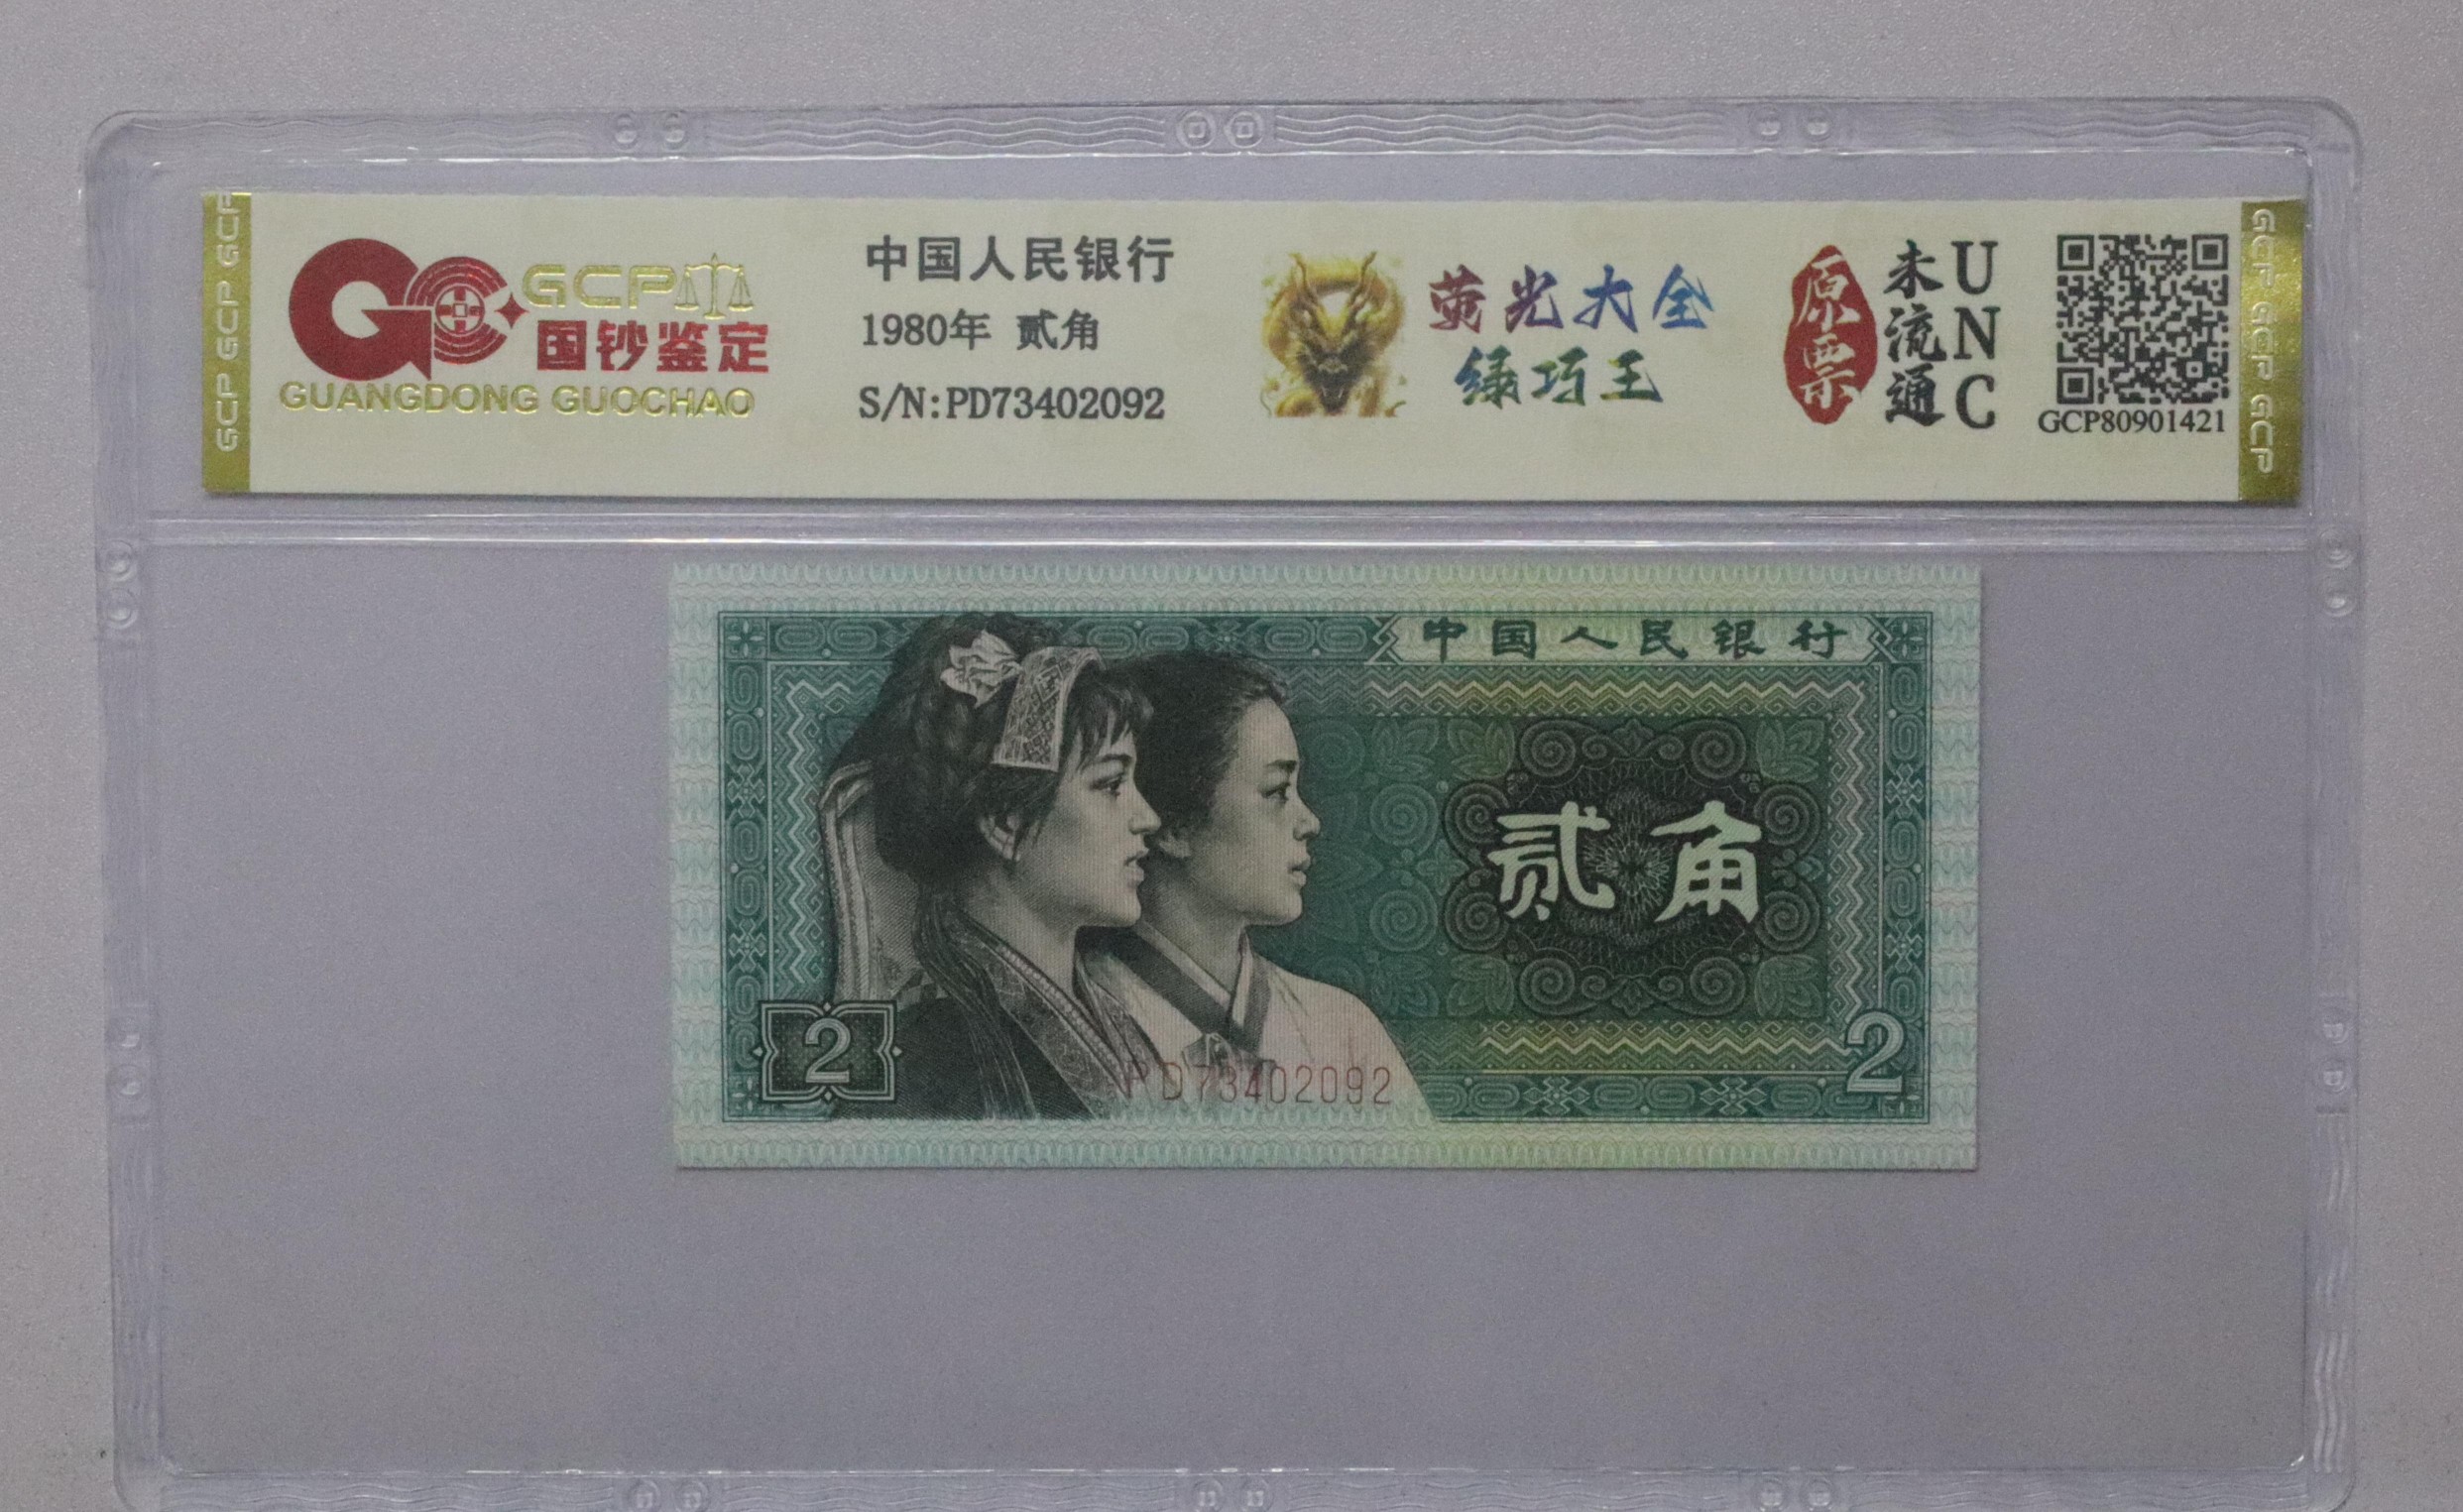 GCP GCP GCP
GCP
国钞鉴定
GUANGDONG GUOCHAO
中国人民银行
1980年 贰角
S/N:PD73402092
荧光大全
绿巧王
原票
未流通
UNC
GCP80901421
GCP GCP GCP
中国人民银行
贰角
2
PD73402092
2